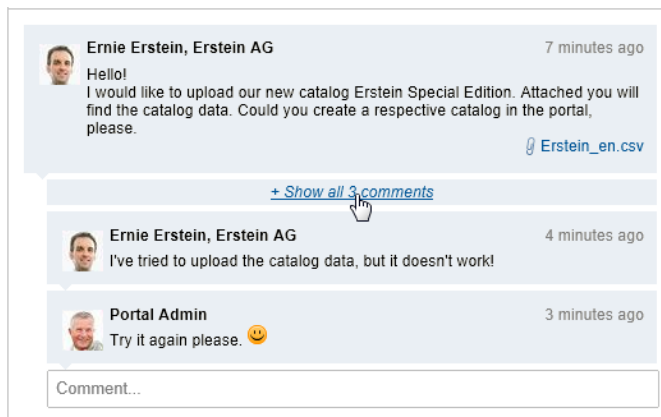 Ernie Erstein, Erstein AG 7 minutes ago
Hello!
I would like to upload our new catalog Erstein Special Edition. Attached you will
find the catalog data. Could you create a respective catalog in the portal,
please.
Erstein_en.csv
+ Show all 3 comments
Ernie Erstein, Erstein AG 4 minutes ago
I've tried to upload the catalog data, but it doesn't work!
Portal Admin 3 minutes ago
Try it again please.
Comment...